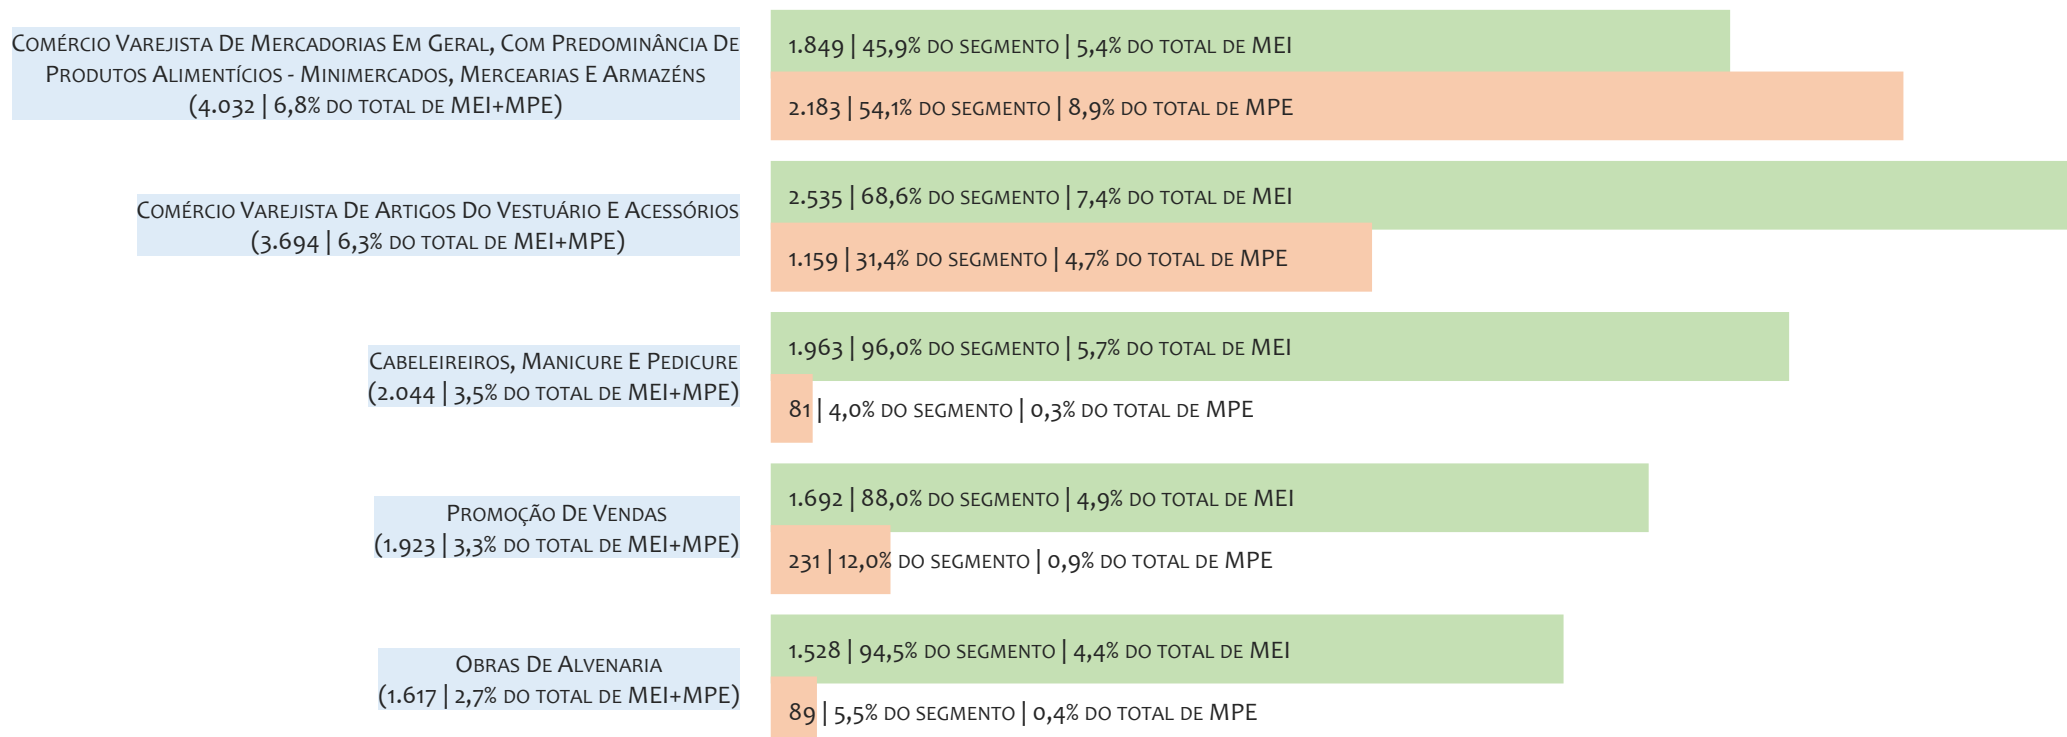 Comércio Varejista De Mercadorias Em Geral, Com Predominância De
Produtos Alimentícios - Minimercados, Mercearias E Armazéns
(4.032 | 6,8% do total de MEI+MPE)
1.849 | 45,9% do segmento | 5,4% do total de MEI
2.183 | 54,1% do segmento | 8,9% do total de MPE
Comércio Varejista De Artigos Do Vestuário E Acessórios
(3.694 | 6,3% do total de MEI+MPE)
2.535 | 68,6% do segmento | 7,4% do total de MEI
1.159 | 31,4% do segmento | 4,7% do total de MPE
Cabeleireiros, Manicure E Pedicure
(2.044 | 3,5% do total de MEI+MPE)
1.963 | 96,0% do segmento | 5,7% do total de MEI
81 | 4,0% do segmento | 0,3% do total de MPE
Promoção De Vendas
(1.923 | 3,3% do total de MEI+MPE)
1.692 | 88,0% do segmento | 4,9% do total de MEI
231 | 12,0% do segmento | 0,9% do total de MPE
Obras De Alvenaria
(1.617 | 2,7% do total de MEI+MPE)
1.528 | 94,5% do segmento | 4,4% do total de MEI
89 | 5,5% do segmento | 0,4% do total de MPE